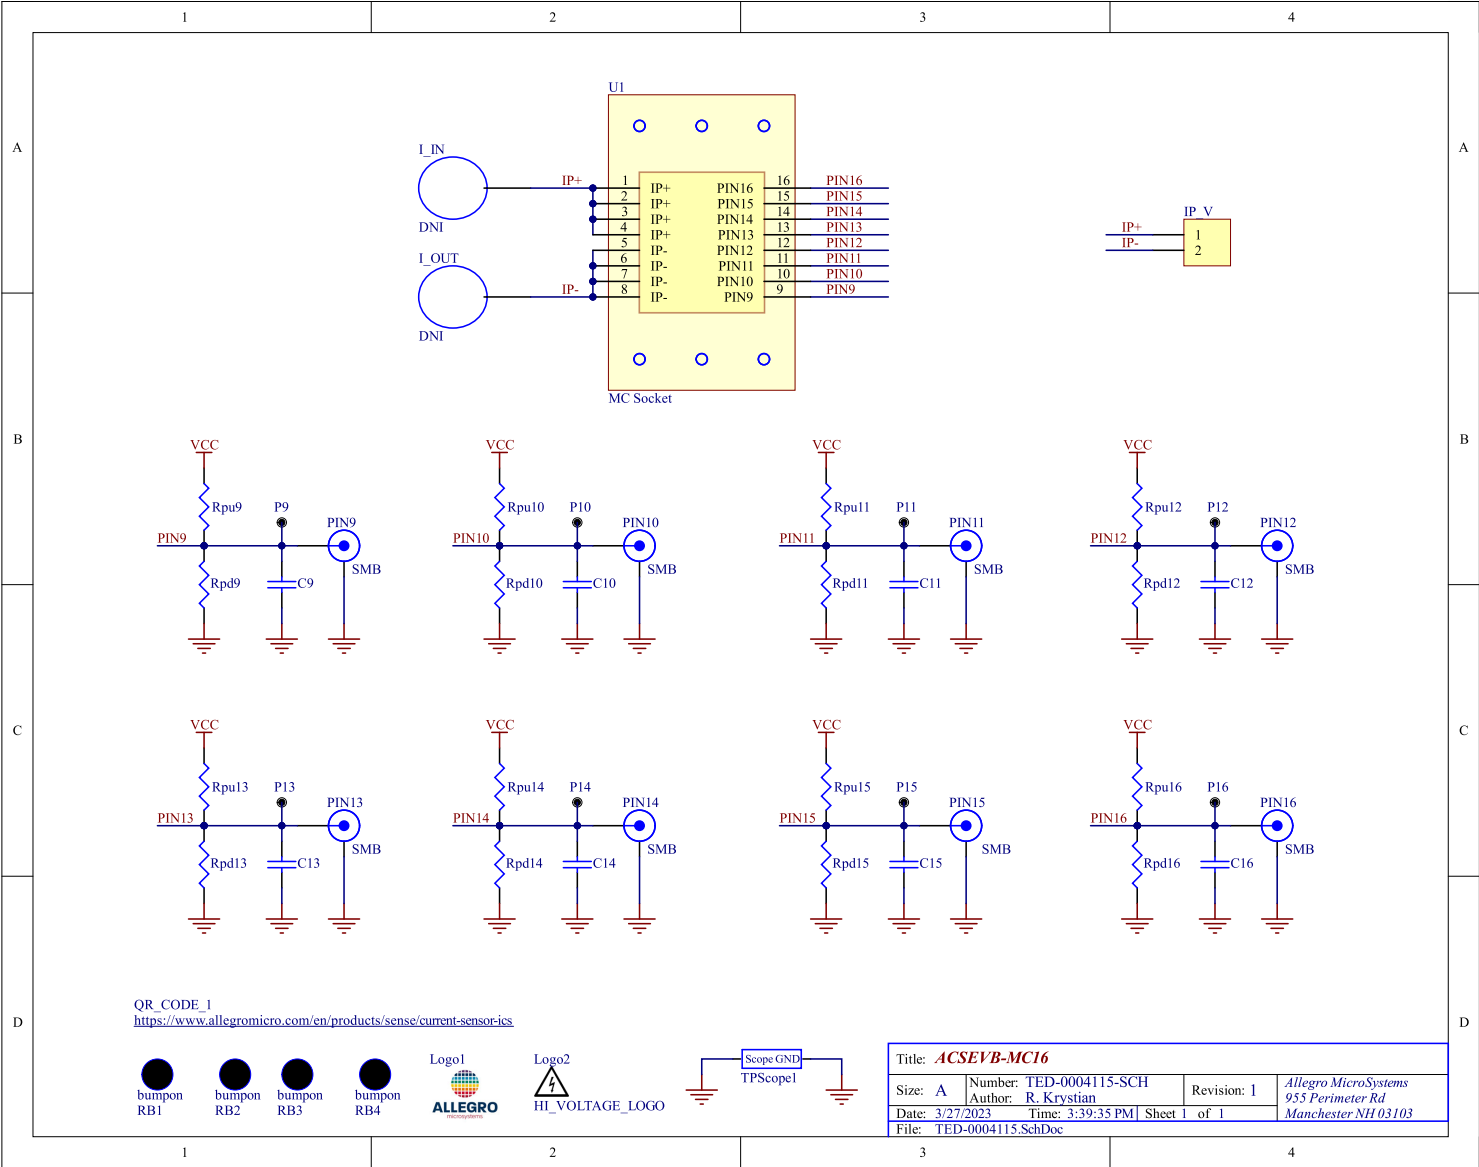 1 2 3 4
A A
U1
I_IN
DNI
I_OUT
DNI
IP+
IP-
1 IP+ PIN16 16 PIN16
2 IP+ PIN15 15 PIN15
3 IP+ PIN14 14 PIN14
4 IP+ PIN13 13 PIN13
5 IP- PIN12 12 PIN12
6 IP- PIN11 11 PIN11
7 IP- PIN10 10 PIN10
8 IP- PIN9 9 PIN9
MC Socket
IP_V
IP+ 1
IP- 2
B B
VCC VCC VCC VCC
Rpu9 P9 Rpu10 P10 Rpu11 P11 Rpu12 P12
PIN9 PIN10 PIN11 PIN12
PIN9 PIN10 PIN11 PIN12
SMB SMB SMB SMB
Rpd9 C9 Rpd10 C10 Rpd11 C11 Rpd12 C12
C C
VCC VCC VCC VCC
Rpu13 P13 Rpu14 P14 Rpu15 P15 Rpu16 P16
PIN13 PIN14 PIN15 PIN16
PIN13 PIN14 PIN15 PIN16
SMB SMB SMB SMB
Rpd13 C13 Rpd14 C14 Rpd15 C15 Rpd16 C16
D D
QR_CODE_1
https://www.allegromicro.com/en/products/sense/current-sensor-ics
bumpon bumpon bumpon bumpon
RB1 RB2 RB3 RB4
Logo1
ALLEGRO
microsystems
Logo2
HI_VOLTAGE_LOGO
Scope GND
TPScope1
Title: ACSEVB-MC16
Size: A
Number: TED-0004115-SCH
Author: R. Krystian
Revision: 1
Allegro MicroSystems
955 Perimeter Rd
Manchester NH 03103
Date: 3/27/2023 Time: 3:39:35 PM Sheet 1 of 1
File: TED-0004115.SchDoc
1 2 3 4